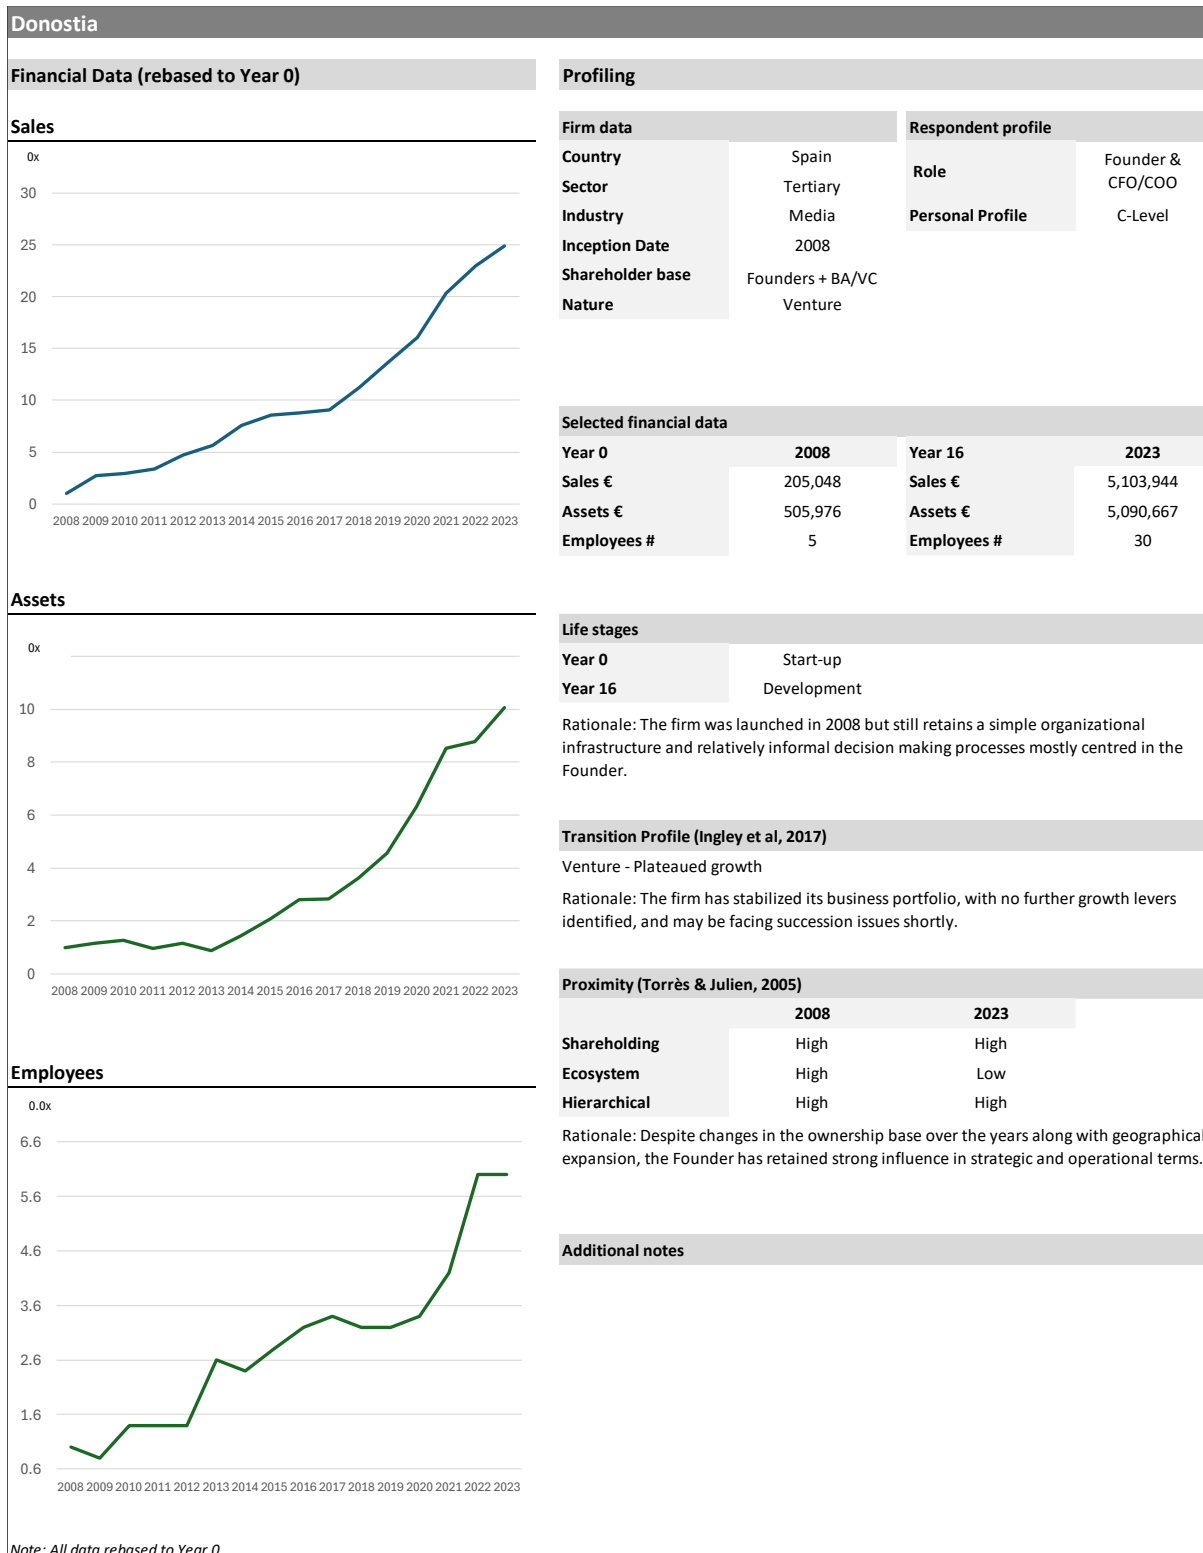 Donostia
Financial Data (rebased to Year 0)
Sales
0x
30
25
20
15
10
5
0
2008 2009 2010 2011 2012 2013 2014 2015 2016 2017 2018 2019 2020 2021 2022 2023
Assets
0x
10
8
6
4
2
0
2008 2009 2010 2011 2012 2013 2014 2015 2016 2017 2018 2019 2020 2021 2022 2023
Employees
0.0x
6.6
5.6
4.6
3.6
2.6
1.6
0.6
2008 2009 2010 2011 2012 2013 2014 2015 2016 2017 2018 2019 2020 2021 2022 2023
Note: All data rebased to Year 0
Profiling
Firm data
Country Spain
Sector Tertiary
Industry Media
Inception Date 2008
Shareholder base Founders + BA/VC
Nature Venture
Respondent profile
Role Founder &
CFO/COO
Personal Profile C-Level
Selected financial data
Year 0 2008 Year 16 2023
Sales € 205,048 Sales € 5,103,944
Assets € 505,976 Assets € 5,090,667
Employees # 5 Employees # 30
Life stages
Year 0 Start-up
Year 16 Development
Rationale: The firm was launched in 2008 but still retains a simple organizational
infrastructure and relatively informal decision making processes mostly centred in the
Founder.
Transition Profile (Ingley et al, 2017)
Venture - Plateaued growth
Rationale: The firm has stabilized its business portfolio, with no further growth levers
identified, and may be facing succession issues shortly.
Proximity (Torrès & Julien, 2005)
2008 2023
Shareholding High High
Ecosystem High Low
Hierarchical High High
Rationale: Despite changes in the ownership base over the years along with geographical
expansion, the Founder has retained strong influence in strategic and operational terms.
Additional notes